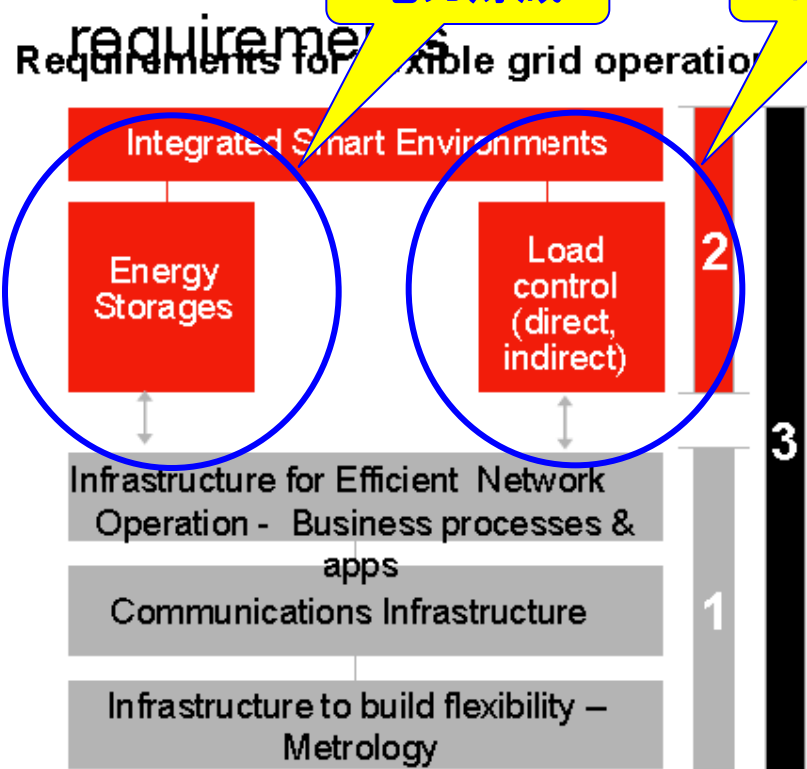 requirements
Requirements for flexible grid operation
Integrated Smart Environments
Energy
Storages
Load
control
(direct,
indirect)
2
3
Infrastructure for Efficient Network
Operation - Business processes &
apps
Communications Infrastructure
1
Infrastructure to build flexibility –
Metrology